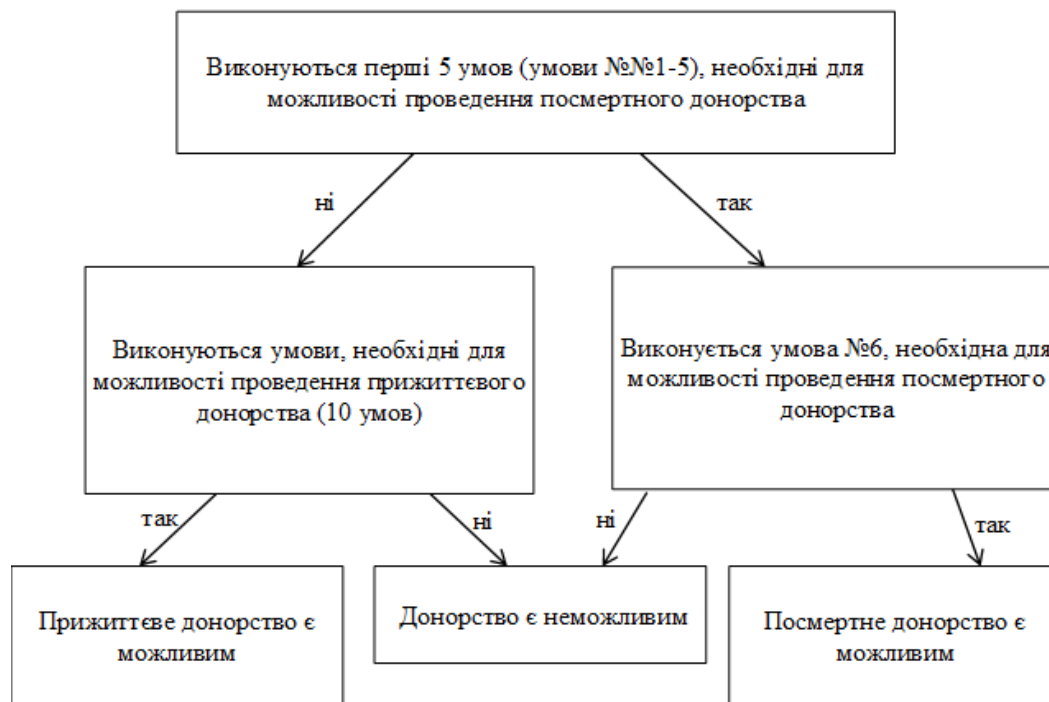 Виконуються перші 5 умов (умови №№1-5), необхідні для
можливості проведення посмертного донорства
ні
так
Виконуються умови, необхідні для
можливості проведення прижиттєвого
донорства (10 умов)
Виконується умова №6, необхідна для
можливості проведення посмертного
донорства
так
ні
ні
так
Прижиттєве донорство є
можливим
Донорство є неможливим
Посмертне донорство є
можливим